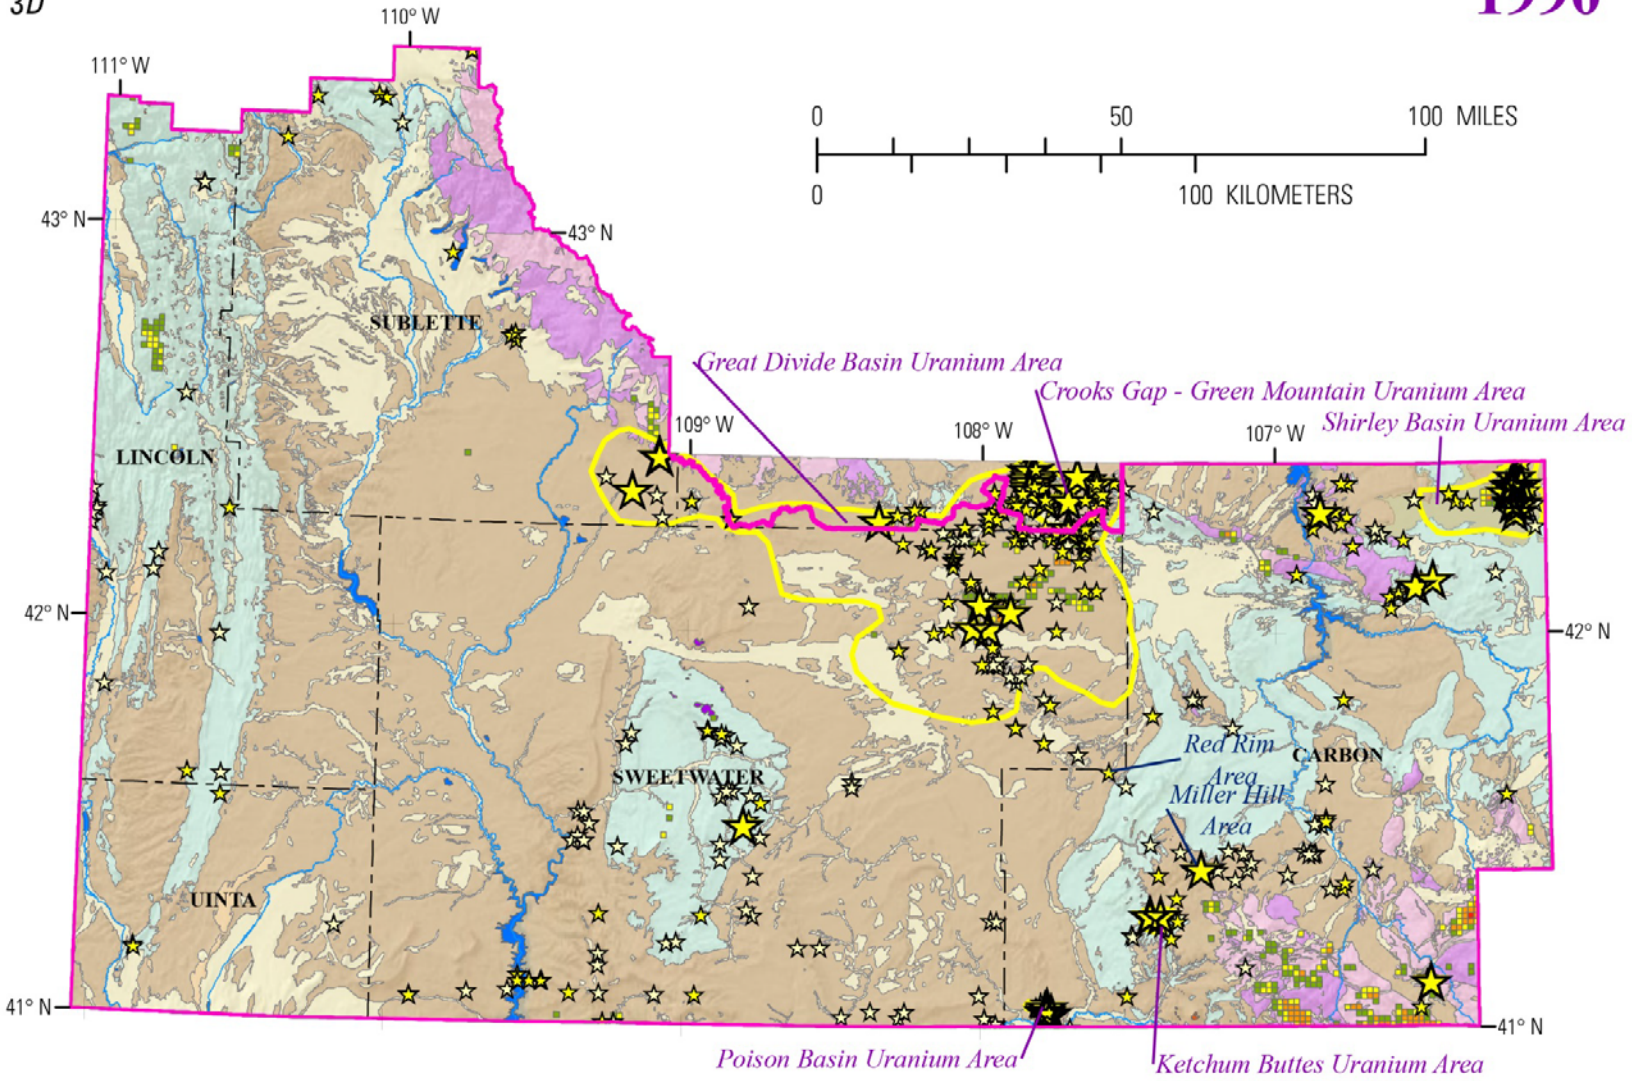 3D
1990
110° W
111° W
0 50 100 MILES
0 100 KILOMETERS
43° N
43° N
SUBLETTE
Great Divide Basin Uranium Area
Crooks Gap - Green Mountain Uranium Area
109° W
108° W
107° W
Shirley Basin Uranium Area
LINCOLN
42° N
42° N
Red Rim
Area
CARBON
SWEETWATER
Miller Hill
Area
UINTA
41° N
41° N
Poison Basin Uranium Area
Ketchum Buttes Uranium Area